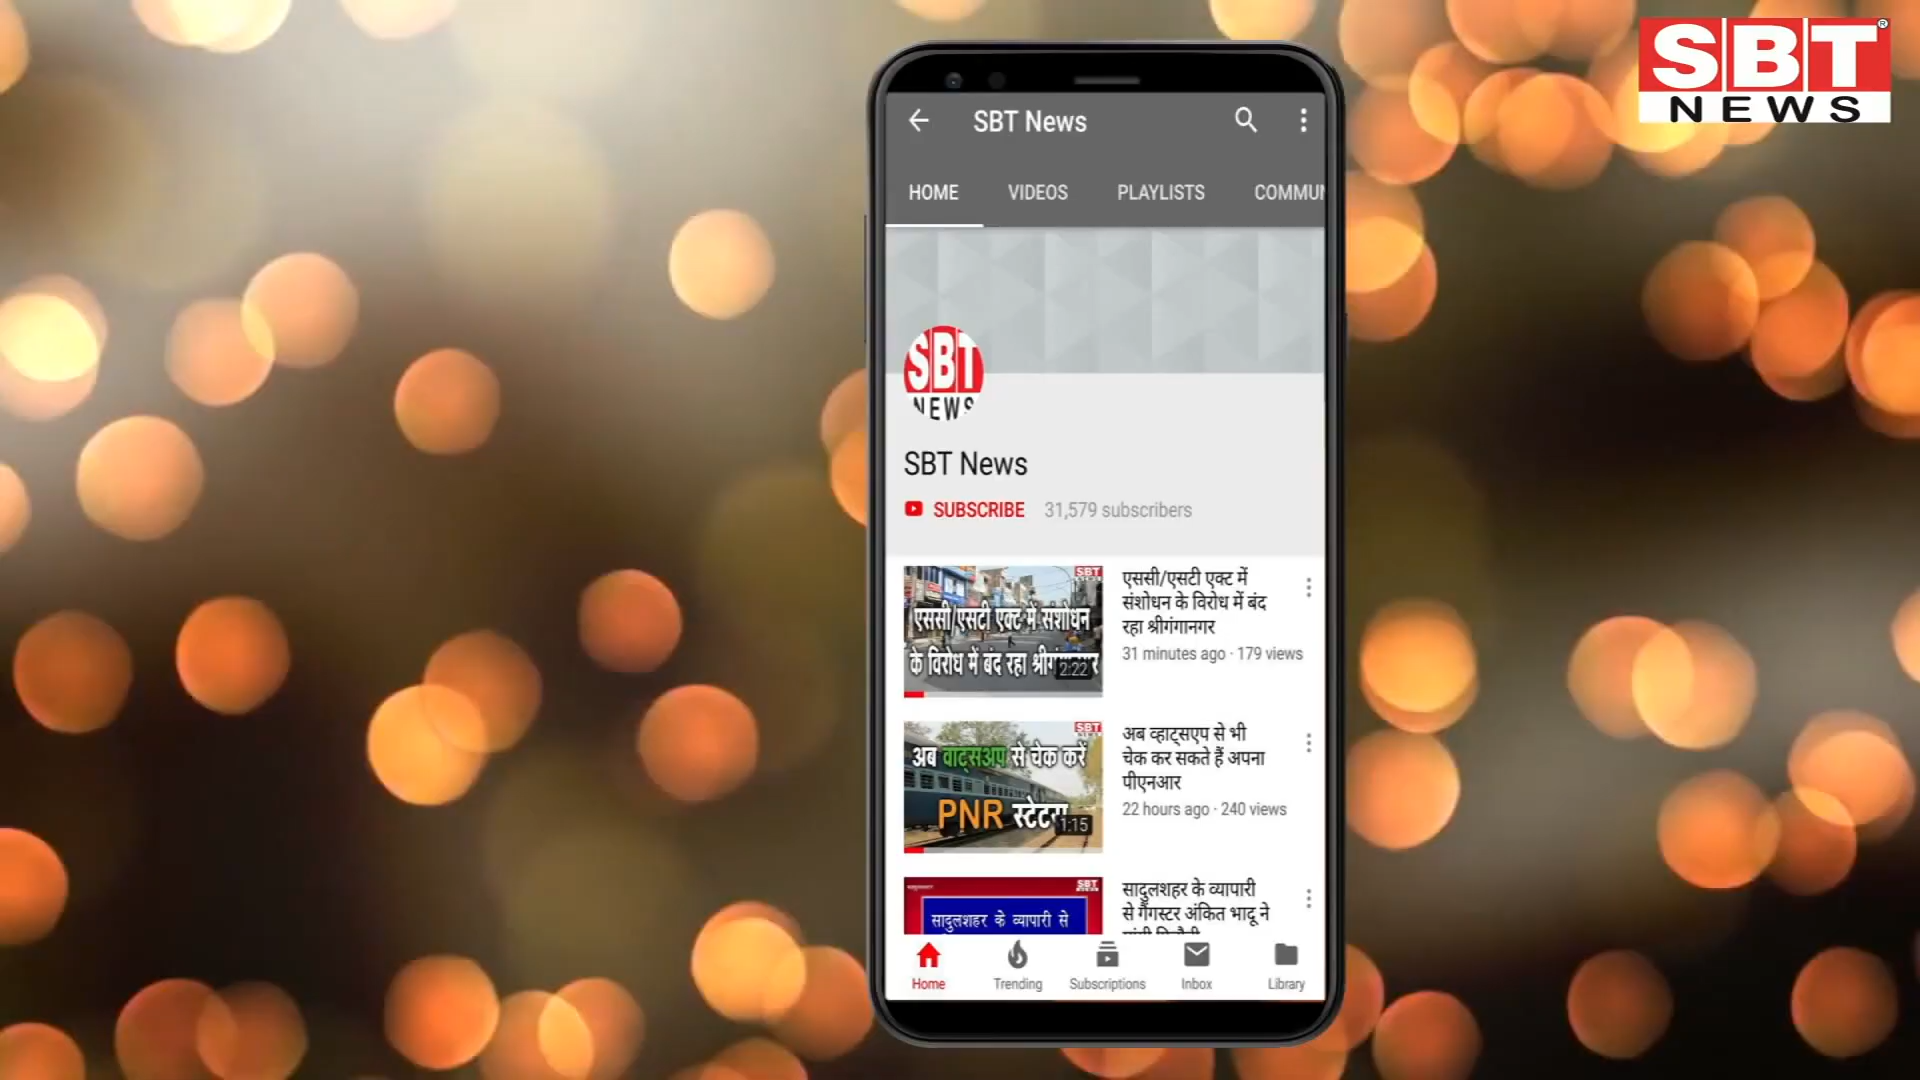 SBT
NEWS
SBT News
HOME VIDEOS PLAYLISTS COMMUN
SBT
NEWS
SBT News
SUBSCRIBE 31,579 subscribers
SBT
एससी/एसटी एक्ट में संशोधन
के विरोध में बंद रहा
2:22
एससी/एसटी एक्ट में
संशोधन के विरोध में बंद
रहा श्रीगंगानगर
31 minutes ago · 179 views
SBT
अब वाट्सअप से चेक करें
PNR स्टेटस
1:15
अब व्हाट्सएप से भी
चेक कर सकते हैं अपना
पीएनआर
22 hours ago · 240 views
SBT
सादुलशहर के व्यापारी से
सादुलशहर के व्यापारी
से गैंगस्टर अंकित भादू ने
Home Trending Subscriptions Inbox Library